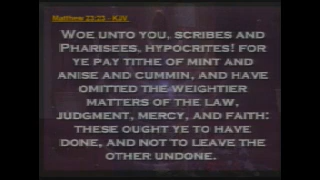 Matthew 23:23 - KJV
Woe unto you, scribes and
Pharisees, hypocrites! for
ye pay tithe of mint and
anise and cummin, and have
omitted the weightier
matters of the law,
judgment, mercy, and faith:
these ought ye to have
done, and not to leave the
other undone.